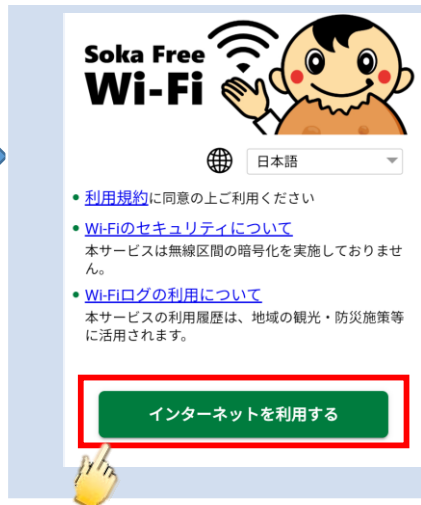 Soka Free
Wi-Fi
日本語
利用規約に同意の上ご利用ください
Wi-Fiのセキュリティについて
本サービスは無線区間の暗号化を実施しておりませ
ん。
Wi-Fiログの利用について
本サービスの利用履歴は、地域の観光・防災施策等
に活用されます。
インターネットを利用する